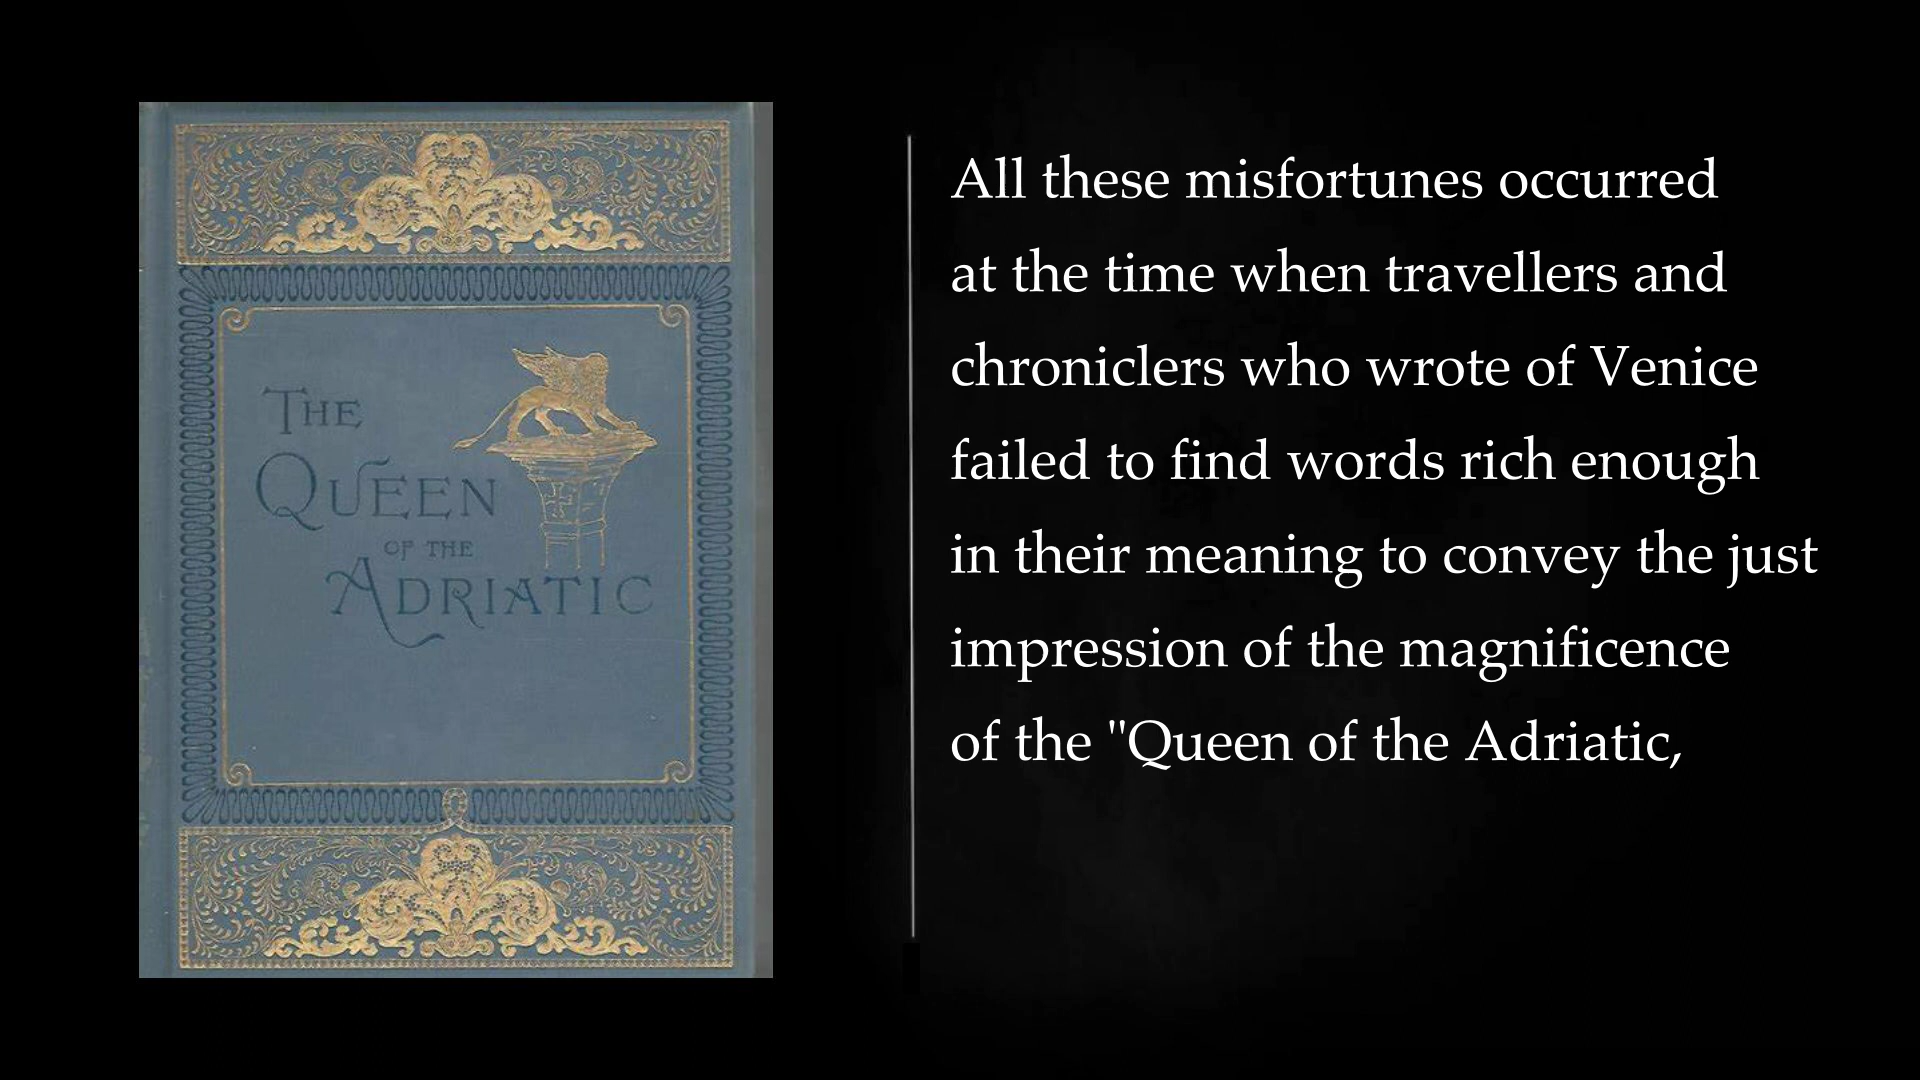 THE
QUEEN
OF THE
ADRIATIC
All these misfortunes occurred
at the time when travellers and
chroniclers who wrote of Venice
failed to find words rich enough
in their meaning to convey the just
impression of the magnificence
of the "Queen of the Adriatic,